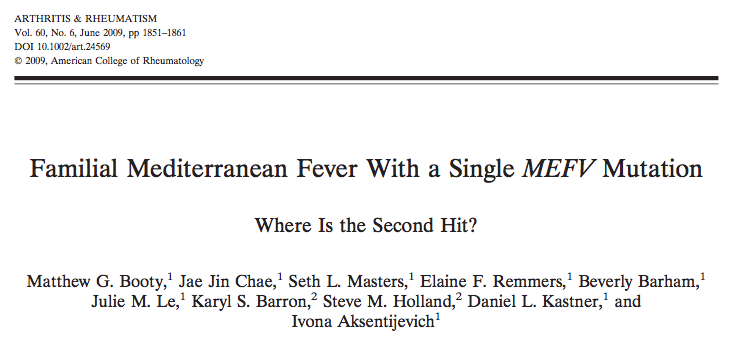 ARTHRITIS & RHEUMATISM
Vol. 60, No. 6, June 2009, pp 1851–1861
DOI 10.1002/art.24569
© 2009, American College of Rheumatology
Familial Mediterranean Fever With a Single MEFV Mutation
Where Is the Second Hit?
Matthew G. Booty,¹ Jae Jin Chae,¹ Seth L. Masters,¹ Elaine F. Remmers,¹ Beverly Barham,¹
Julie M. Le,¹ Karyl S. Barron,² Steve M. Holland,² Daniel L. Kastner,¹ and
Ivona Aksentijevich¹